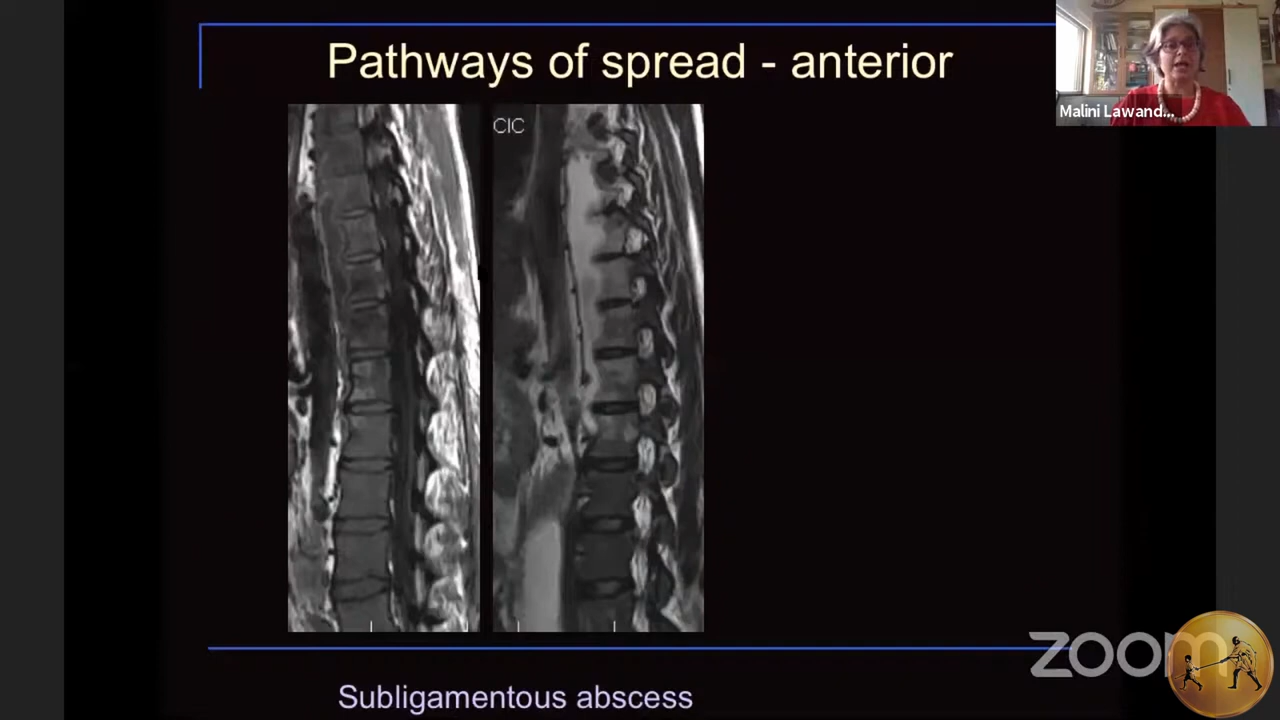 Pathways of spread - anterior
Malini Lawand...
CIC
zoom
Subligamentous abscess